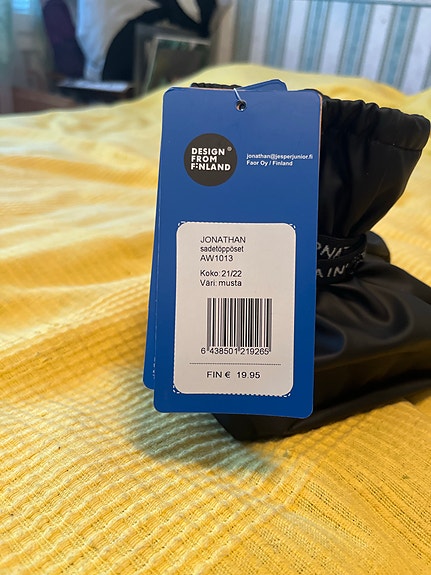 DESIGN
FROM
FINLAND
jonathan@jesperjunior.fi
Faor Oy / Finland
JONATHAN
sadetöppöset
AW1013
Koko: 21/22
Väri: musta
6 438501 219265
FIN € 19.95